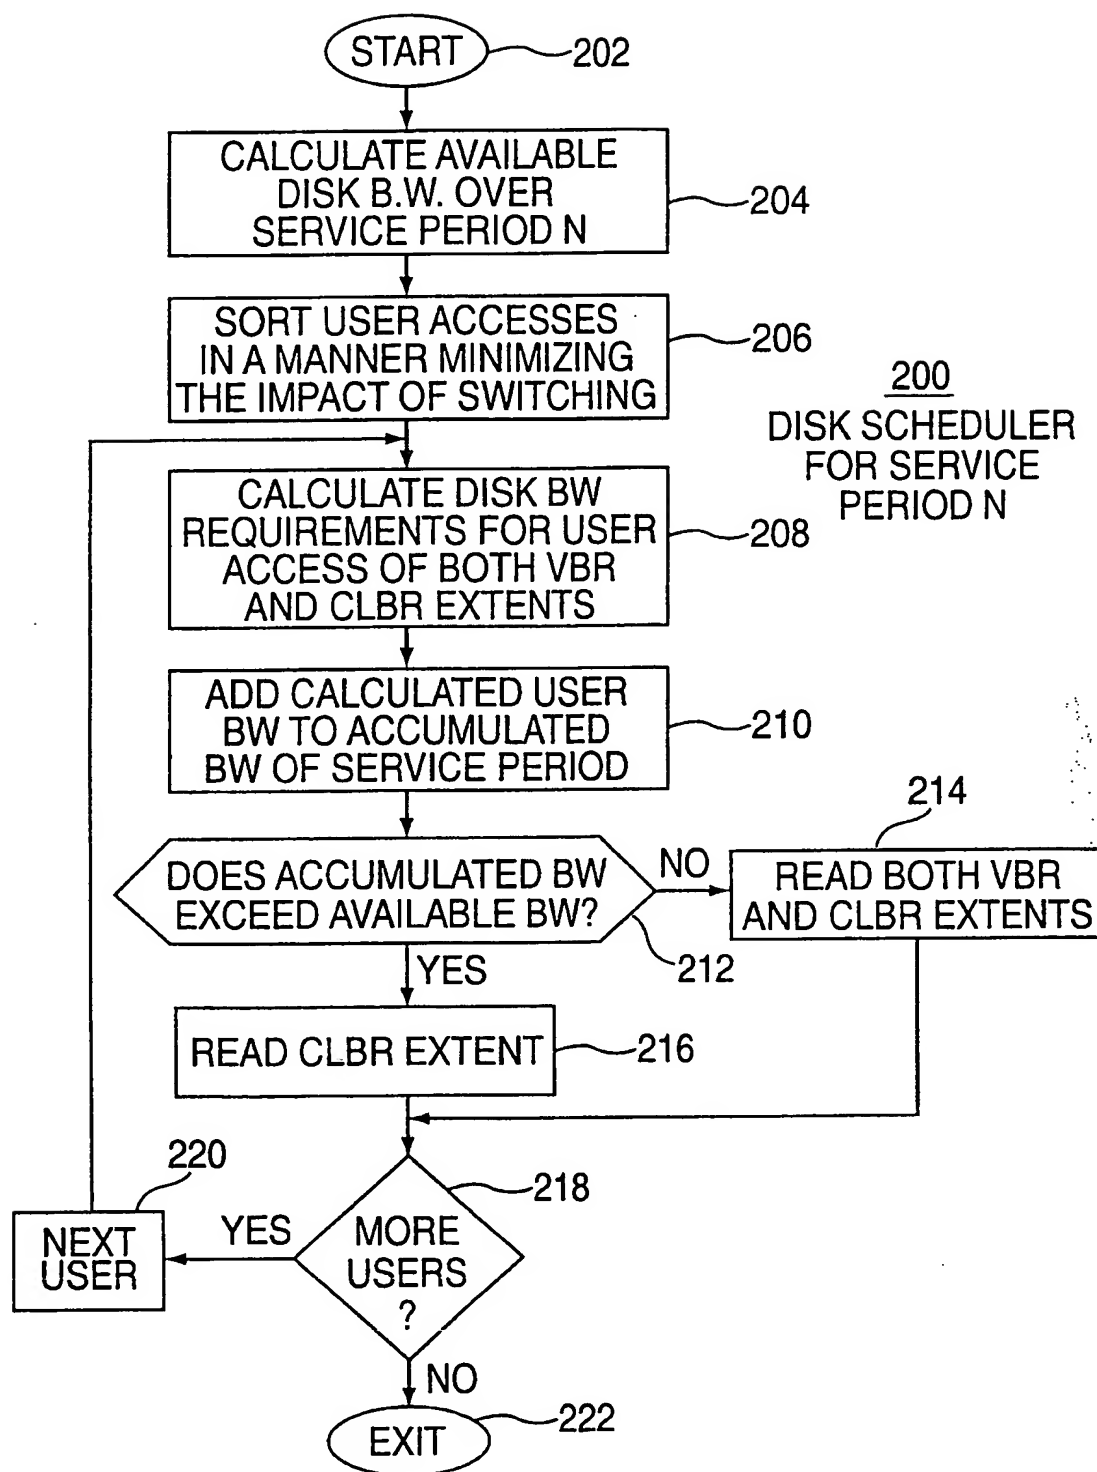 START
202
CALCULATE AVAILABLE
DISK B.W. OVER
SERVICE PERIOD N
204
SORT USER ACCESSES
IN A MANNER MINIMIZING
THE IMPACT OF SWITCHING
206
200
DISK SCHEDULER
FOR SERVICE
PERIOD N
CALCULATE DISK BW
REQUIREMENTS FOR USER
ACCESS OF BOTH VBR
AND CLBR EXTENTS
208
ADD CALCULATED USER
BW TO ACCUMULATED
BW OF SERVICE PERIOD
210
DOES ACCUMULATED BW
EXCEED AVAILABLE BW?
212
NO
214
READ BOTH VBR
AND CLBR EXTENTS
YES
READ CLBR EXTENT
216
MORE
USERS
?
218
YES
220
NEXT
USER
NO
EXIT
222